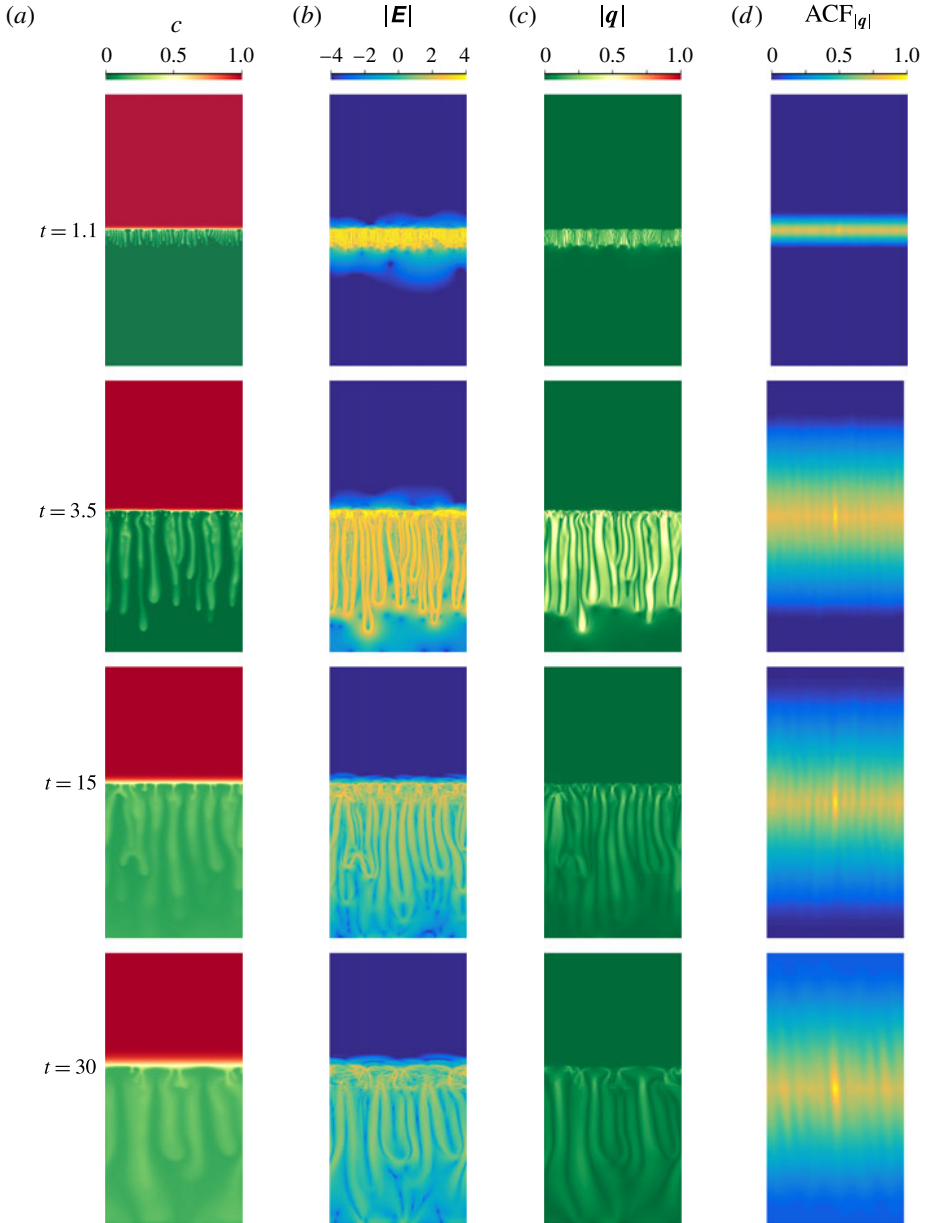 (a) c (b) |E| (c) |q| (d) ACF|q|
0 0.5 1.0 −4 −2 0 2 4 0 0.5 1.0 0 0.5 1.0
t = 1.1
t = 3.5
t = 15
t = 30